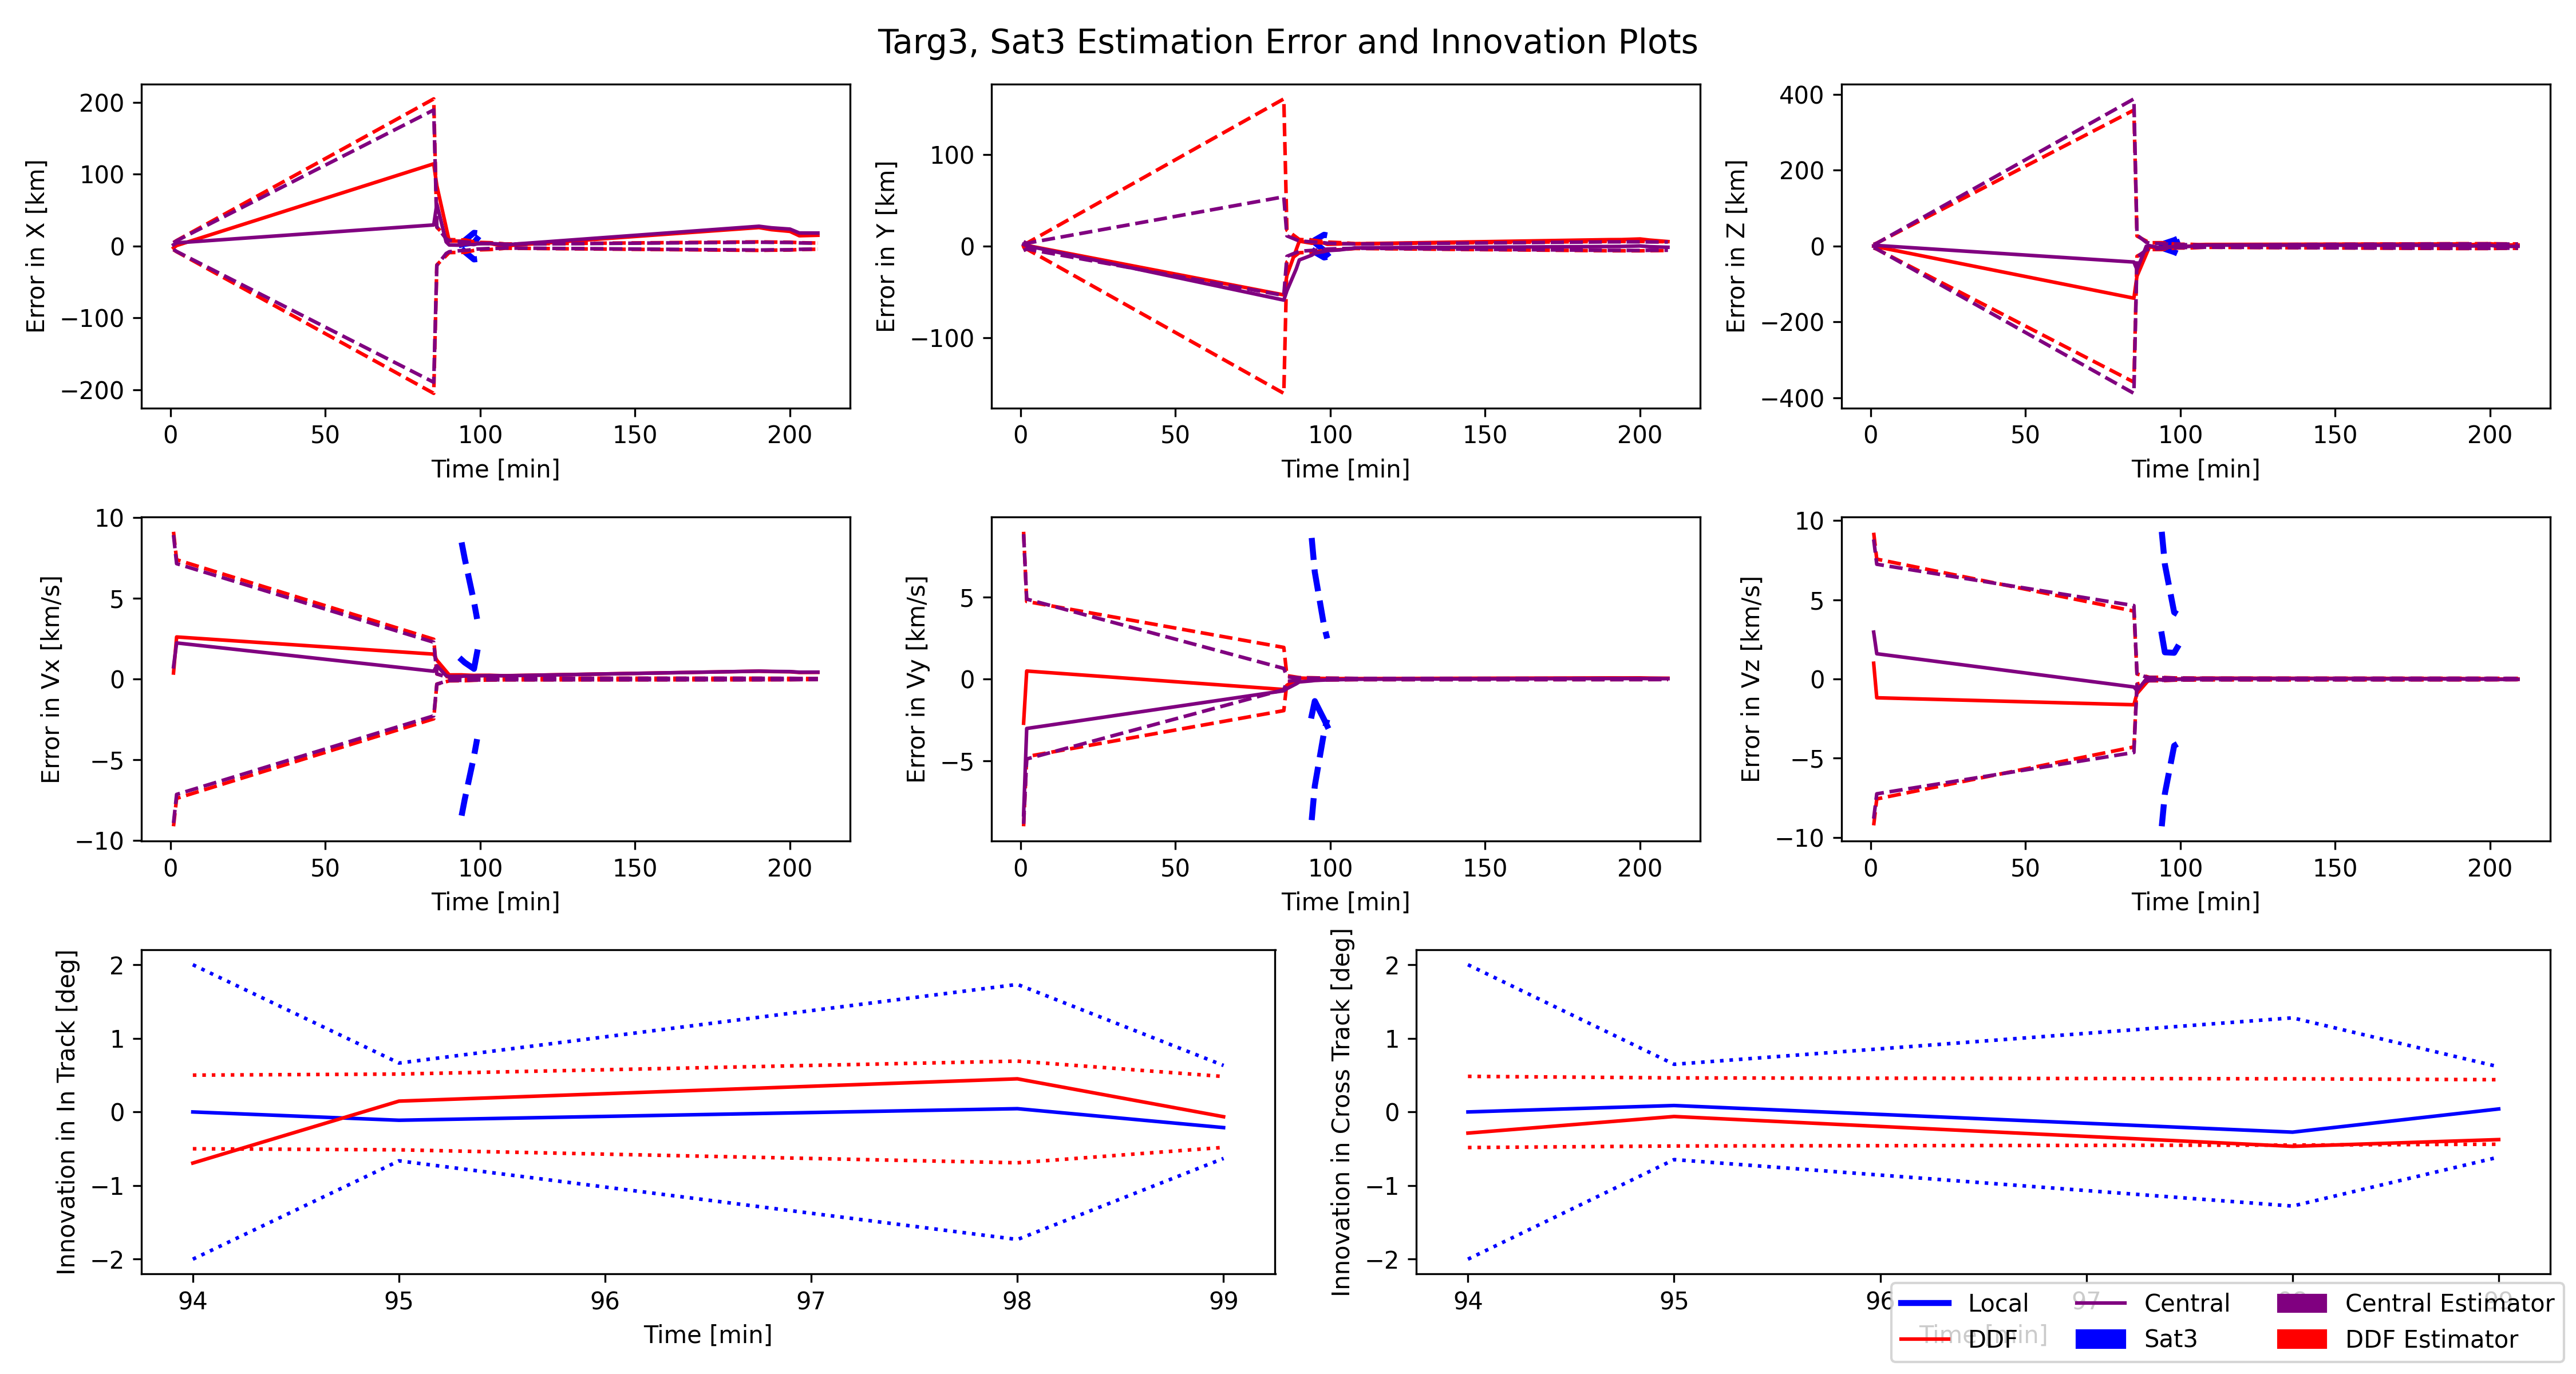 Targ3, Sat3 Estimation Error and Innovation Plots
Error in X [km]
200
100
0
−100
−200
0 50 100 150 200
Time [min]
Error in Y [km]
100
0
−100
0 50 100 150 200
Time [min]
Error in Z [km]
400
200
0
−200
−400
0 50 100 150 200
Time [min]
Error in Vx [km/s]
10
5
0
−5
−10
0 50 100 150 200
Time [min]
Error in Vy [km/s]
5
0
−5
0 50 100 150 200
Time [min]
Error in Vz [km/s]
10
5
0
−5
−10
0 50 100 150 200
Time [min]
Innovation in In Track [deg]
2
1
0
−1
−2
94 95 96 97 98 99
Time [min]
Innovation in Cross Track [deg]
2
1
0
−1
−2
94 95 96 97 98 99
Time [min]
Local Central Central Estimator
DDF Sat3 DDF Estimator